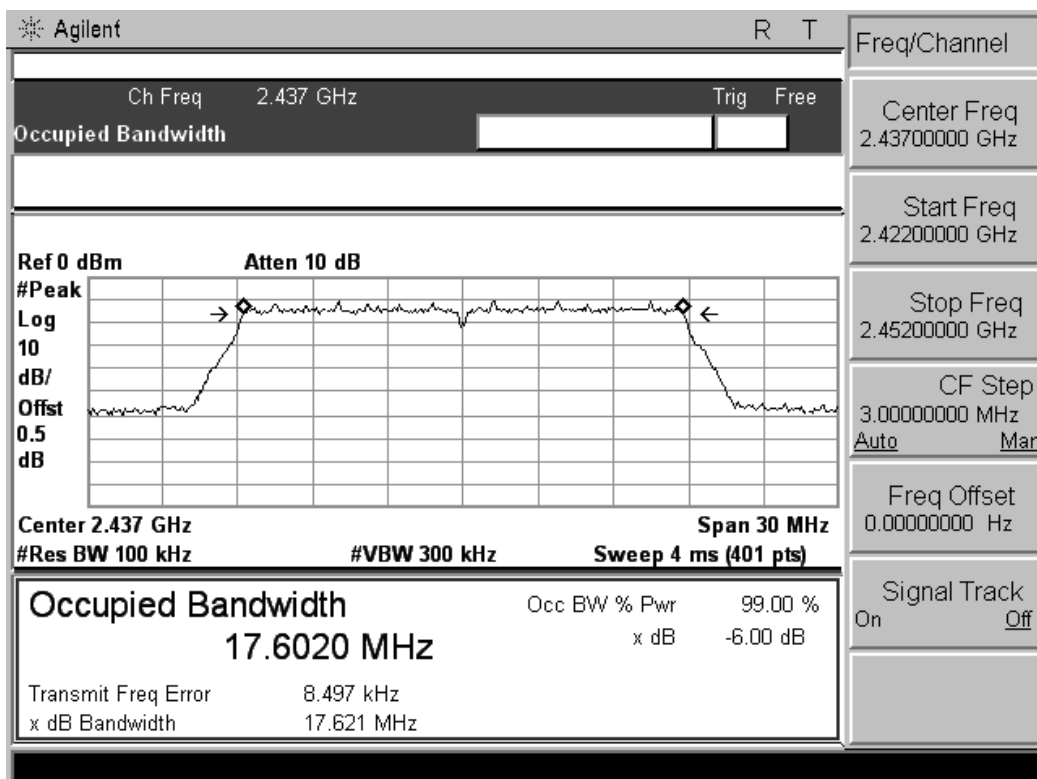 Agilent R T
Ch Freq 2.437 GHz Trig Free
Occupied Bandwidth
Ref 0 dBm Atten 10 dB
#Peak
Log
10
dB/
Offst
0.5
dB
Center 2.437 GHz Span 30 MHz
#Res BW 100 kHz #VBW 300 kHz Sweep 4 ms (401 pts)
Occupied Bandwidth
17.6020 MHz
Occ BW % Pwr 99.00 %
x dB -6.00 dB
Transmit Freq Error 8.497 kHz
x dB Bandwidth 17.621 MHz
Freq/Channel
Center Freq
2.43700000 GHz
Start Freq
2.42200000 GHz
Stop Freq
2.45200000 GHz
CF Step
3.00000000 MHz
Auto Mar
Freq Offset
0.00000000 Hz
Signal Track
On Off